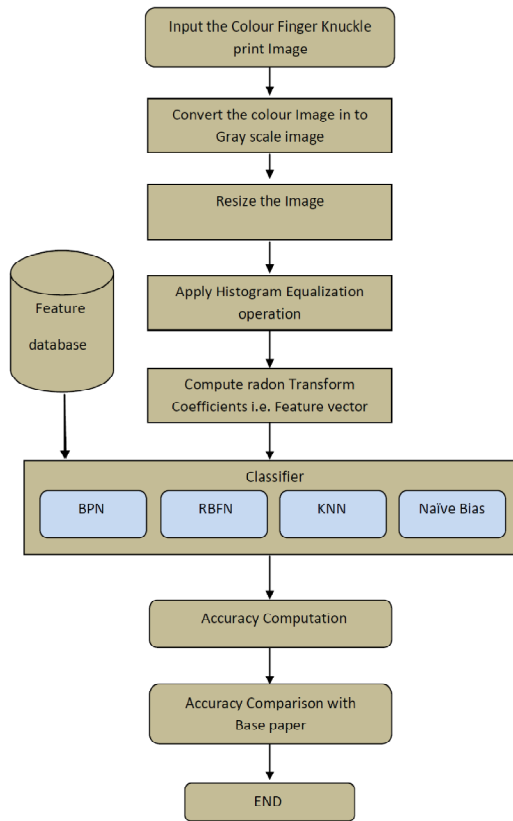 Input the Colour Finger Knuckle
print Image
Convert the colour Image in to
Gray scale image
Resize the Image
Feature
database
Apply Histogram Equalization
operation
Compute radon Transform
Coefficients i.e. Feature vector
Classifier
BPN
RBFN
KNN
Naïve Bias
Accuracy Computation
Accuracy Comparison with
Base paper
END